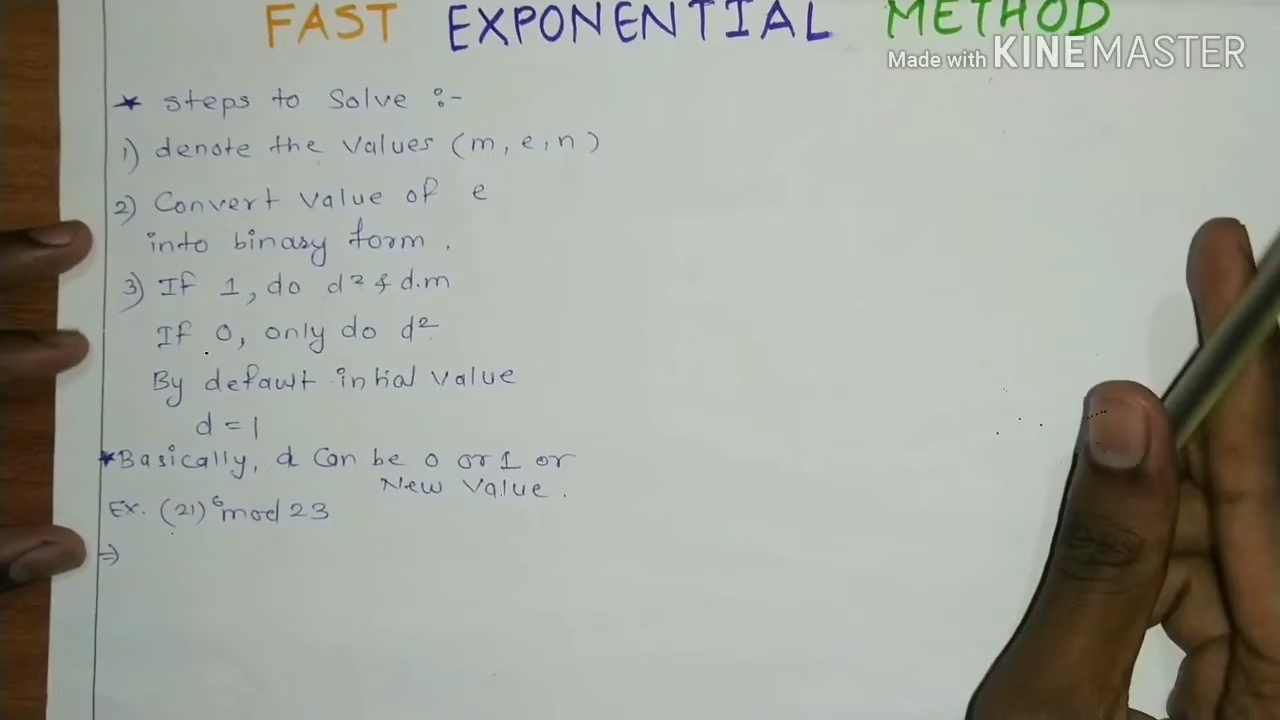 FAST EXPONENTIAL METHOD
Made with KINEMASTER
* steps to Solve :-
1) denote the Values (m, e, n)
2) Convert Value of e
into binary form.
3) If 1, do d² & d.m
If 0, only do d²
By default intial value
d = 1
*Basically, d Can be 0 or 1 or
New Value.
Ex. (21)⁶ mod 23
⇒